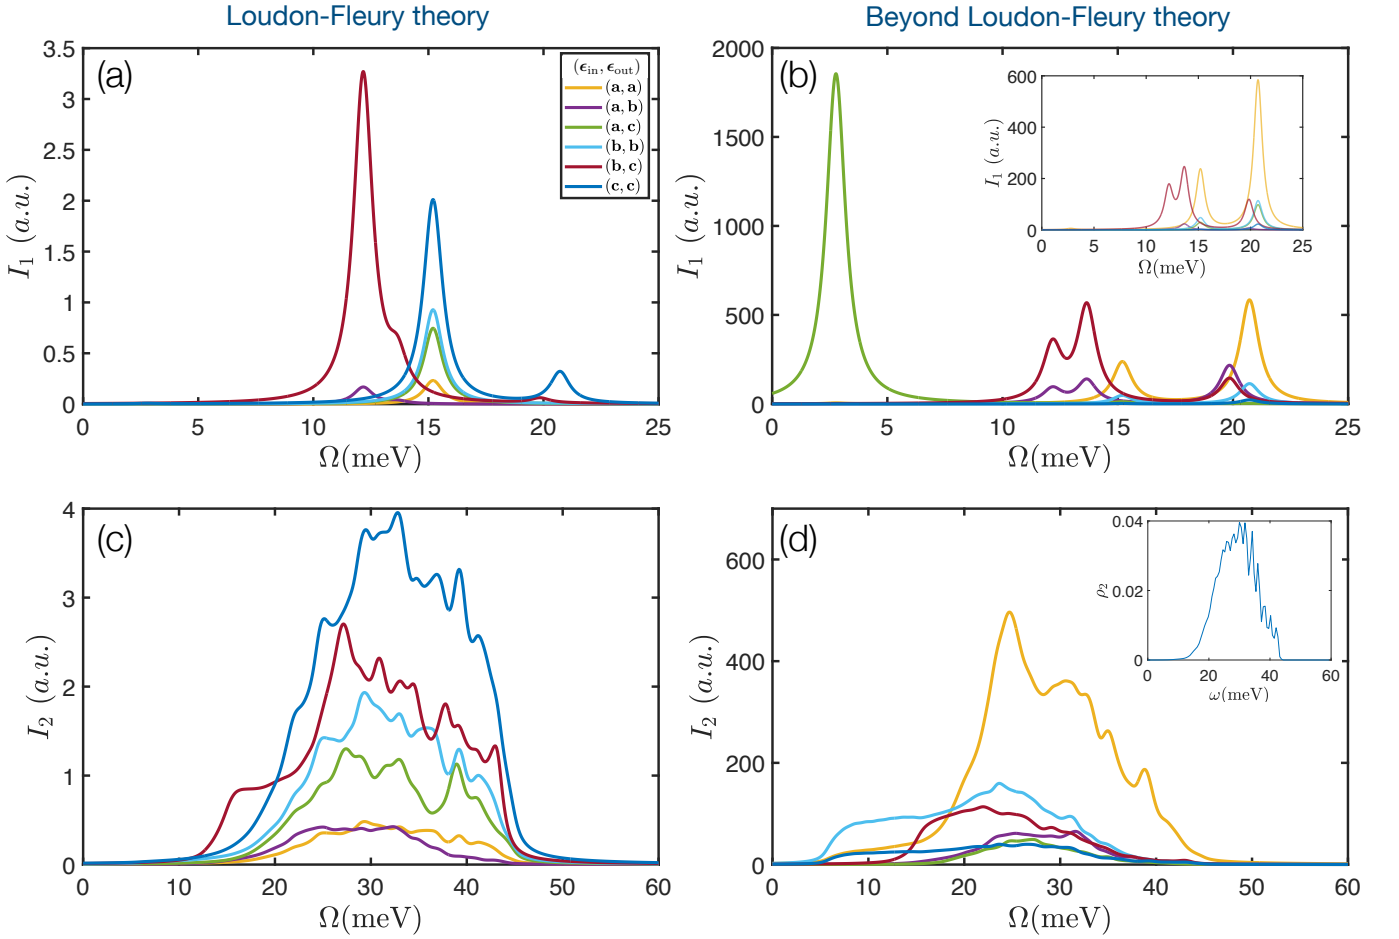 Loudon-Fleury theory
Beyond Loudon-Fleury theory
(a)
I₁ (a.u.)
3.5
3
2.5
2
1.5
1
0.5
0
0 5 10 15 20 25
Ω(meV)
(ϵin, ϵout)
(a, a)
(a, b)
(a, c)
(b, b)
(b, c)
(c, c)
(b)
I₁ (a.u.)
2000
1500
1000
500
0
0 5 10 15 20 25
Ω(meV)
I₁ (a.u.)
600
400
200
0
0 5 10 15 20 25
Ω(meV)
(c)
I₂ (a.u.)
4
3
2
1
0
0 10 20 30 40 50 60
Ω(meV)
(d)
I₂ (a.u.)
600
400
200
0
0 10 20 30 40 50 60
Ω(meV)
ρ₂
0.04
0.02
0
0 20 40 60
ω(meV)